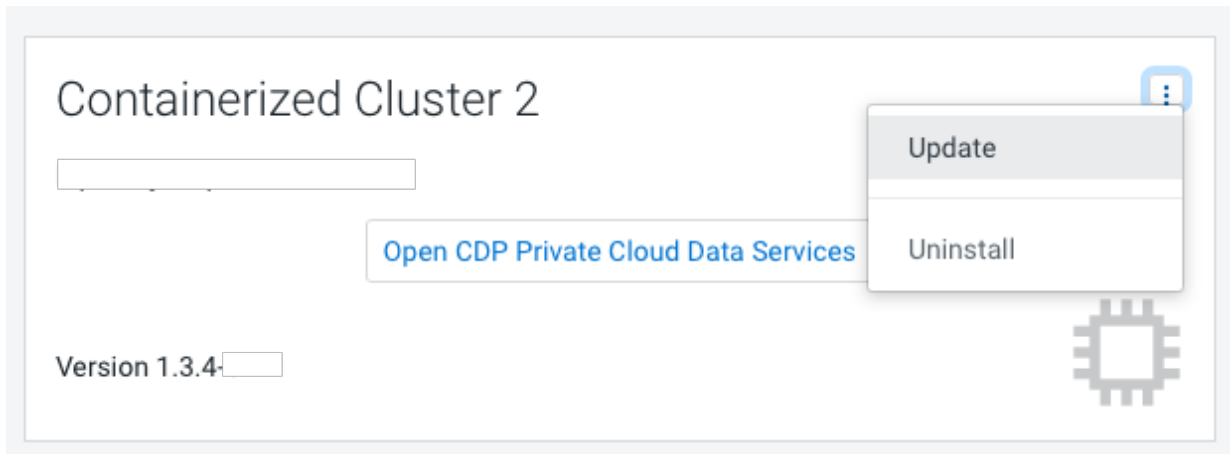 Containerized Cluster 2
Update
Open CDP Private Cloud Data Services
Uninstall
Version 1.3.4-